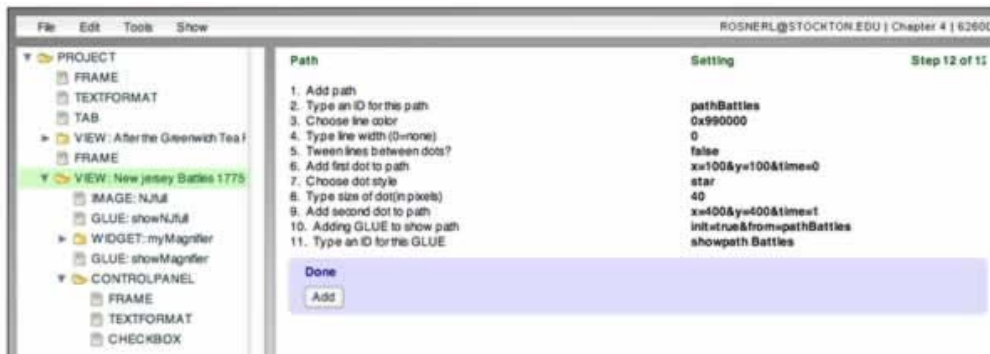 File Edit Tools Show
ROSNERL@STOCKTON.EDU | Chapter 4 | 62600
PROJECT
FRAME
TEXTFORMAT
TAB
VIEW: After the Greenwich Tea
FRAME
VIEW: New jersey Battles 1775
IMAGE: NJfull
GLUE: showNJfull
WIDGET: myMagnifier
GLUE: showMagnifier
CONTROLPANEL
FRAME
TEXTFORMAT
CHECKBOX
Path Setting Step 12 of
1. Add path
2. Type an ID for this path pathBattles
3. Choose line color 0x990000
4. Type line width (0=none) 0
5. Tween lines between dots? false
6. Add first dot to path x=100&y=100&time=0
7. Choose dot style star
8. Type size of dot(in pixels) 40
9. Add second dot to path x=400&y=400&time=1
10. Adding GLUE to show path init=true&from=pathBattles
11. Type an ID for this GLUE showpath Battles
Done
Add